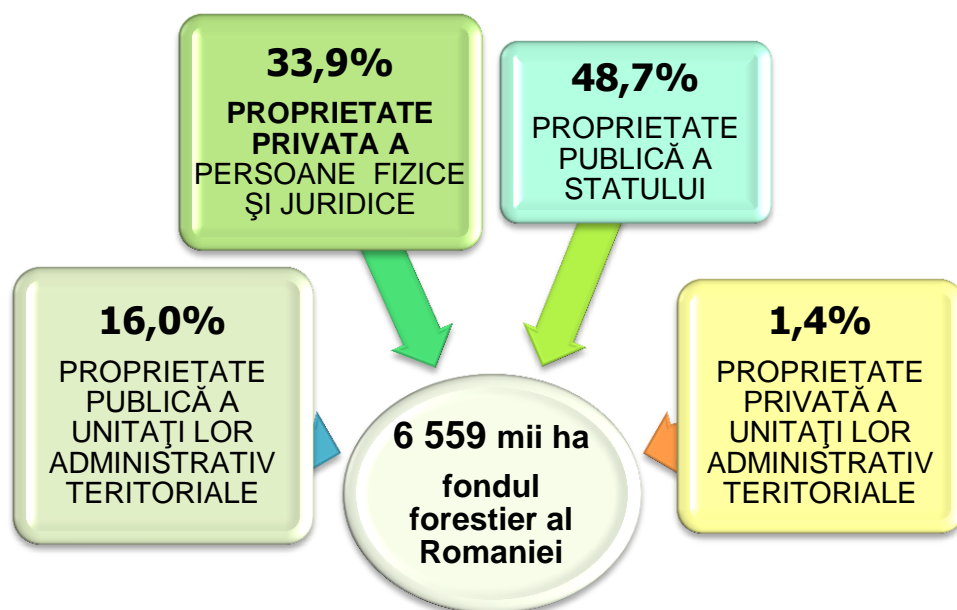 33,9%
PROPRIETATE
PRIVATA A
PERSOANE FIZICE
ŞI JURIDICE
48,7%
PROPRIETATE
PUBLICĂ A
STATULUI
16,0%
PROPRIETATE
PUBLICĂ A
UNITAŢI LOR
ADMINISTRATIV
TERITORIALE
1,4%
PROPRIETATE
PRIVATĂ A
UNITAŢI LOR
ADMINISTRATIV
TERITORIALE
6 559 mii ha
fondul
forestier al
Romaniei